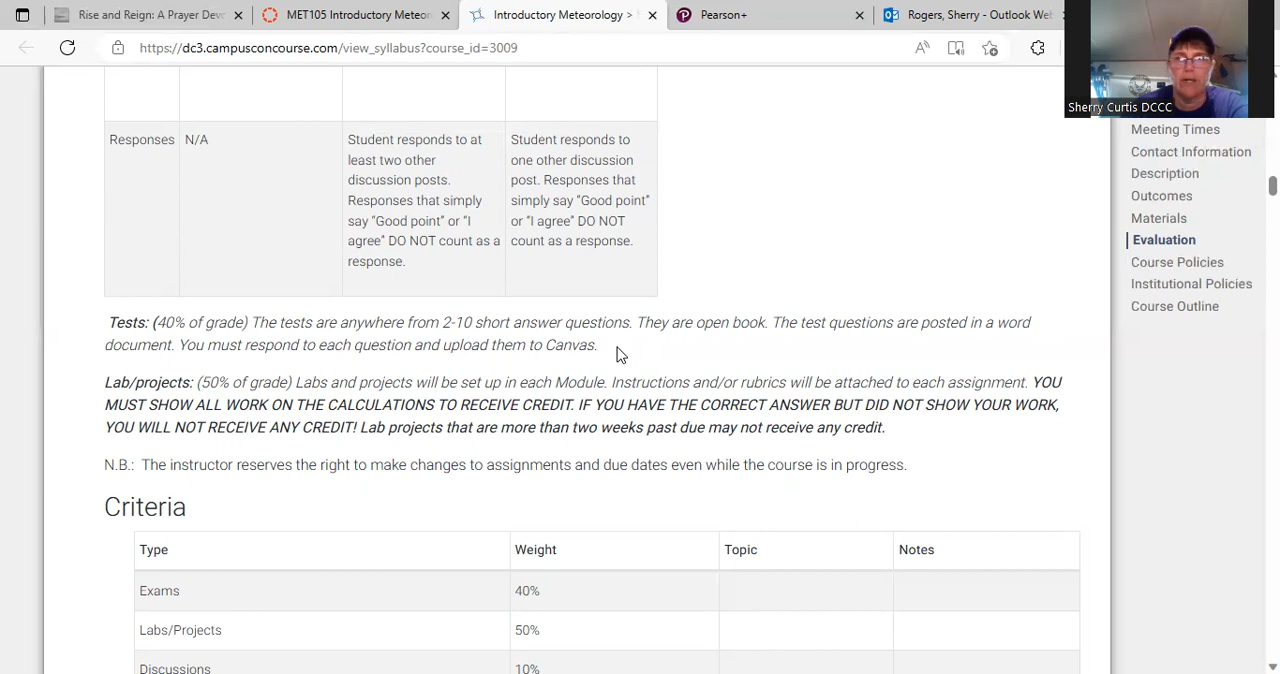 Rise and Reign: A Prayer Devo
MET105 Introductory Meteor
Introductory Meteorology >
Pearson+
Rogers, Sherry - Outlook We
https://dc3.campusconcourse.com/view_syllabus?course_id=3009
Sherry Curtis DCCC
Meeting Times
Contact Information
Description
Outcomes
Materials
Evaluation
Course Policies
Institutional Policies
Course Outline
Responses
N/A
Student responds to at
least two other
discussion posts.
Responses that simply
say “Good point” or “I
agree” DO NOT count as a
response.
Student responds to
one other discussion
post. Responses that
simply say “Good point”
or “I agree” DO NOT
count as a response.
Tests: (40% of grade) The tests are anywhere from 2-10 short answer questions. They are open book. The test questions are posted in a word
document. You must respond to each question and upload them to Canvas.
Lab/projects: (50% of grade) Labs and projects will be set up in each Module. Instructions and/or rubrics will be attached to each assignment. YOU
MUST SHOW ALL WORK ON THE CALCULATIONS TO RECEIVE CREDIT. IF YOU HAVE THE CORRECT ANSWER BUT DID NOT SHOW YOUR WORK,
YOU WILL NOT RECEIVE ANY CREDIT! Lab projects that are more than two weeks past due may not receive any credit.
N.B.: The instructor reserves the right to make changes to assignments and due dates even while the course is in progress.
Criteria
Type Weight Topic Notes
Exams 40%
Labs/Projects 50%
Discussions 10%